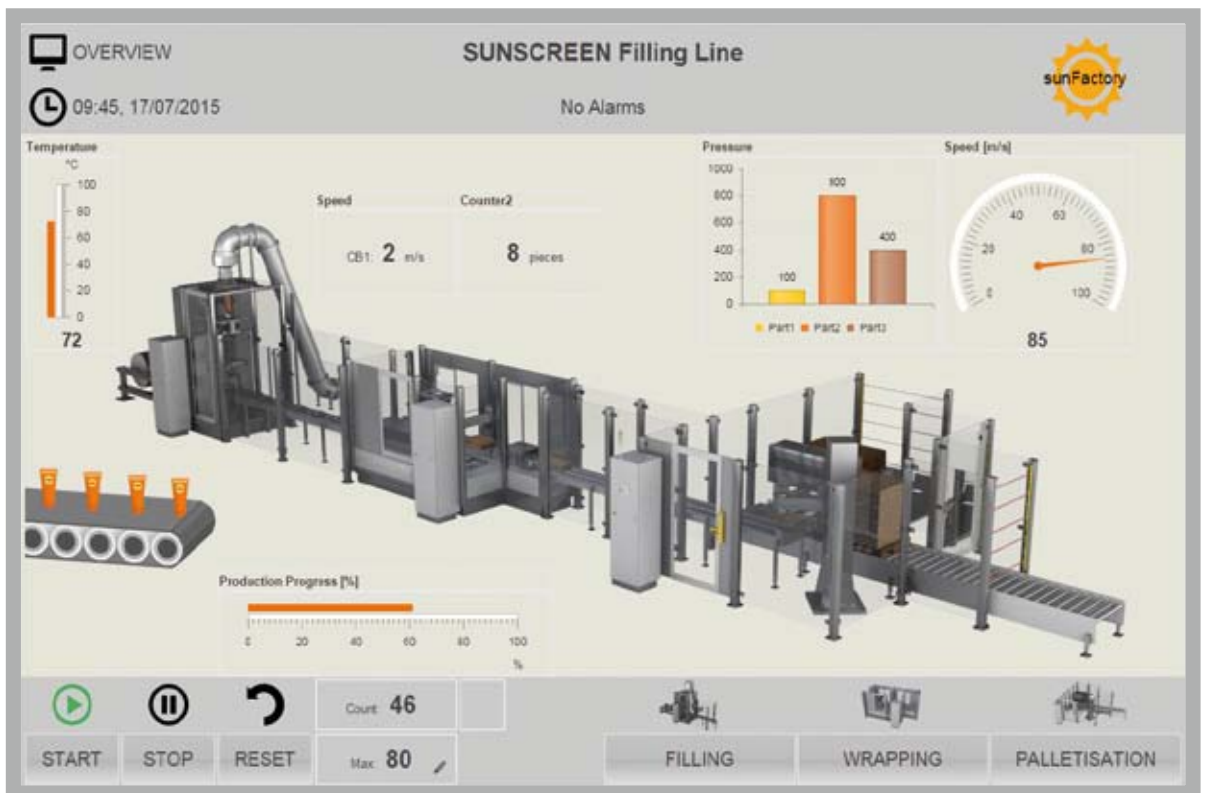 OVERVIEW
SUNSCREEN Filling Line
sunFactory
09:45, 17/07/2015
No Alarms
Temperature
°C
100
80
60
40
20
0
72
Speed
CB1: 2 m/s
Counter2
8 pieces
Pressure
1000
800
600
400
200
0
100
800
400
Part1 Part2 Part3
Speed [m/s]
0
20
40
60
80
100
85
Production Progress [%]
0 20 40 60 80 100
%
Count: 46
Max: 80
START
STOP
RESET
FILLING
WRAPPING
PALLETISATION